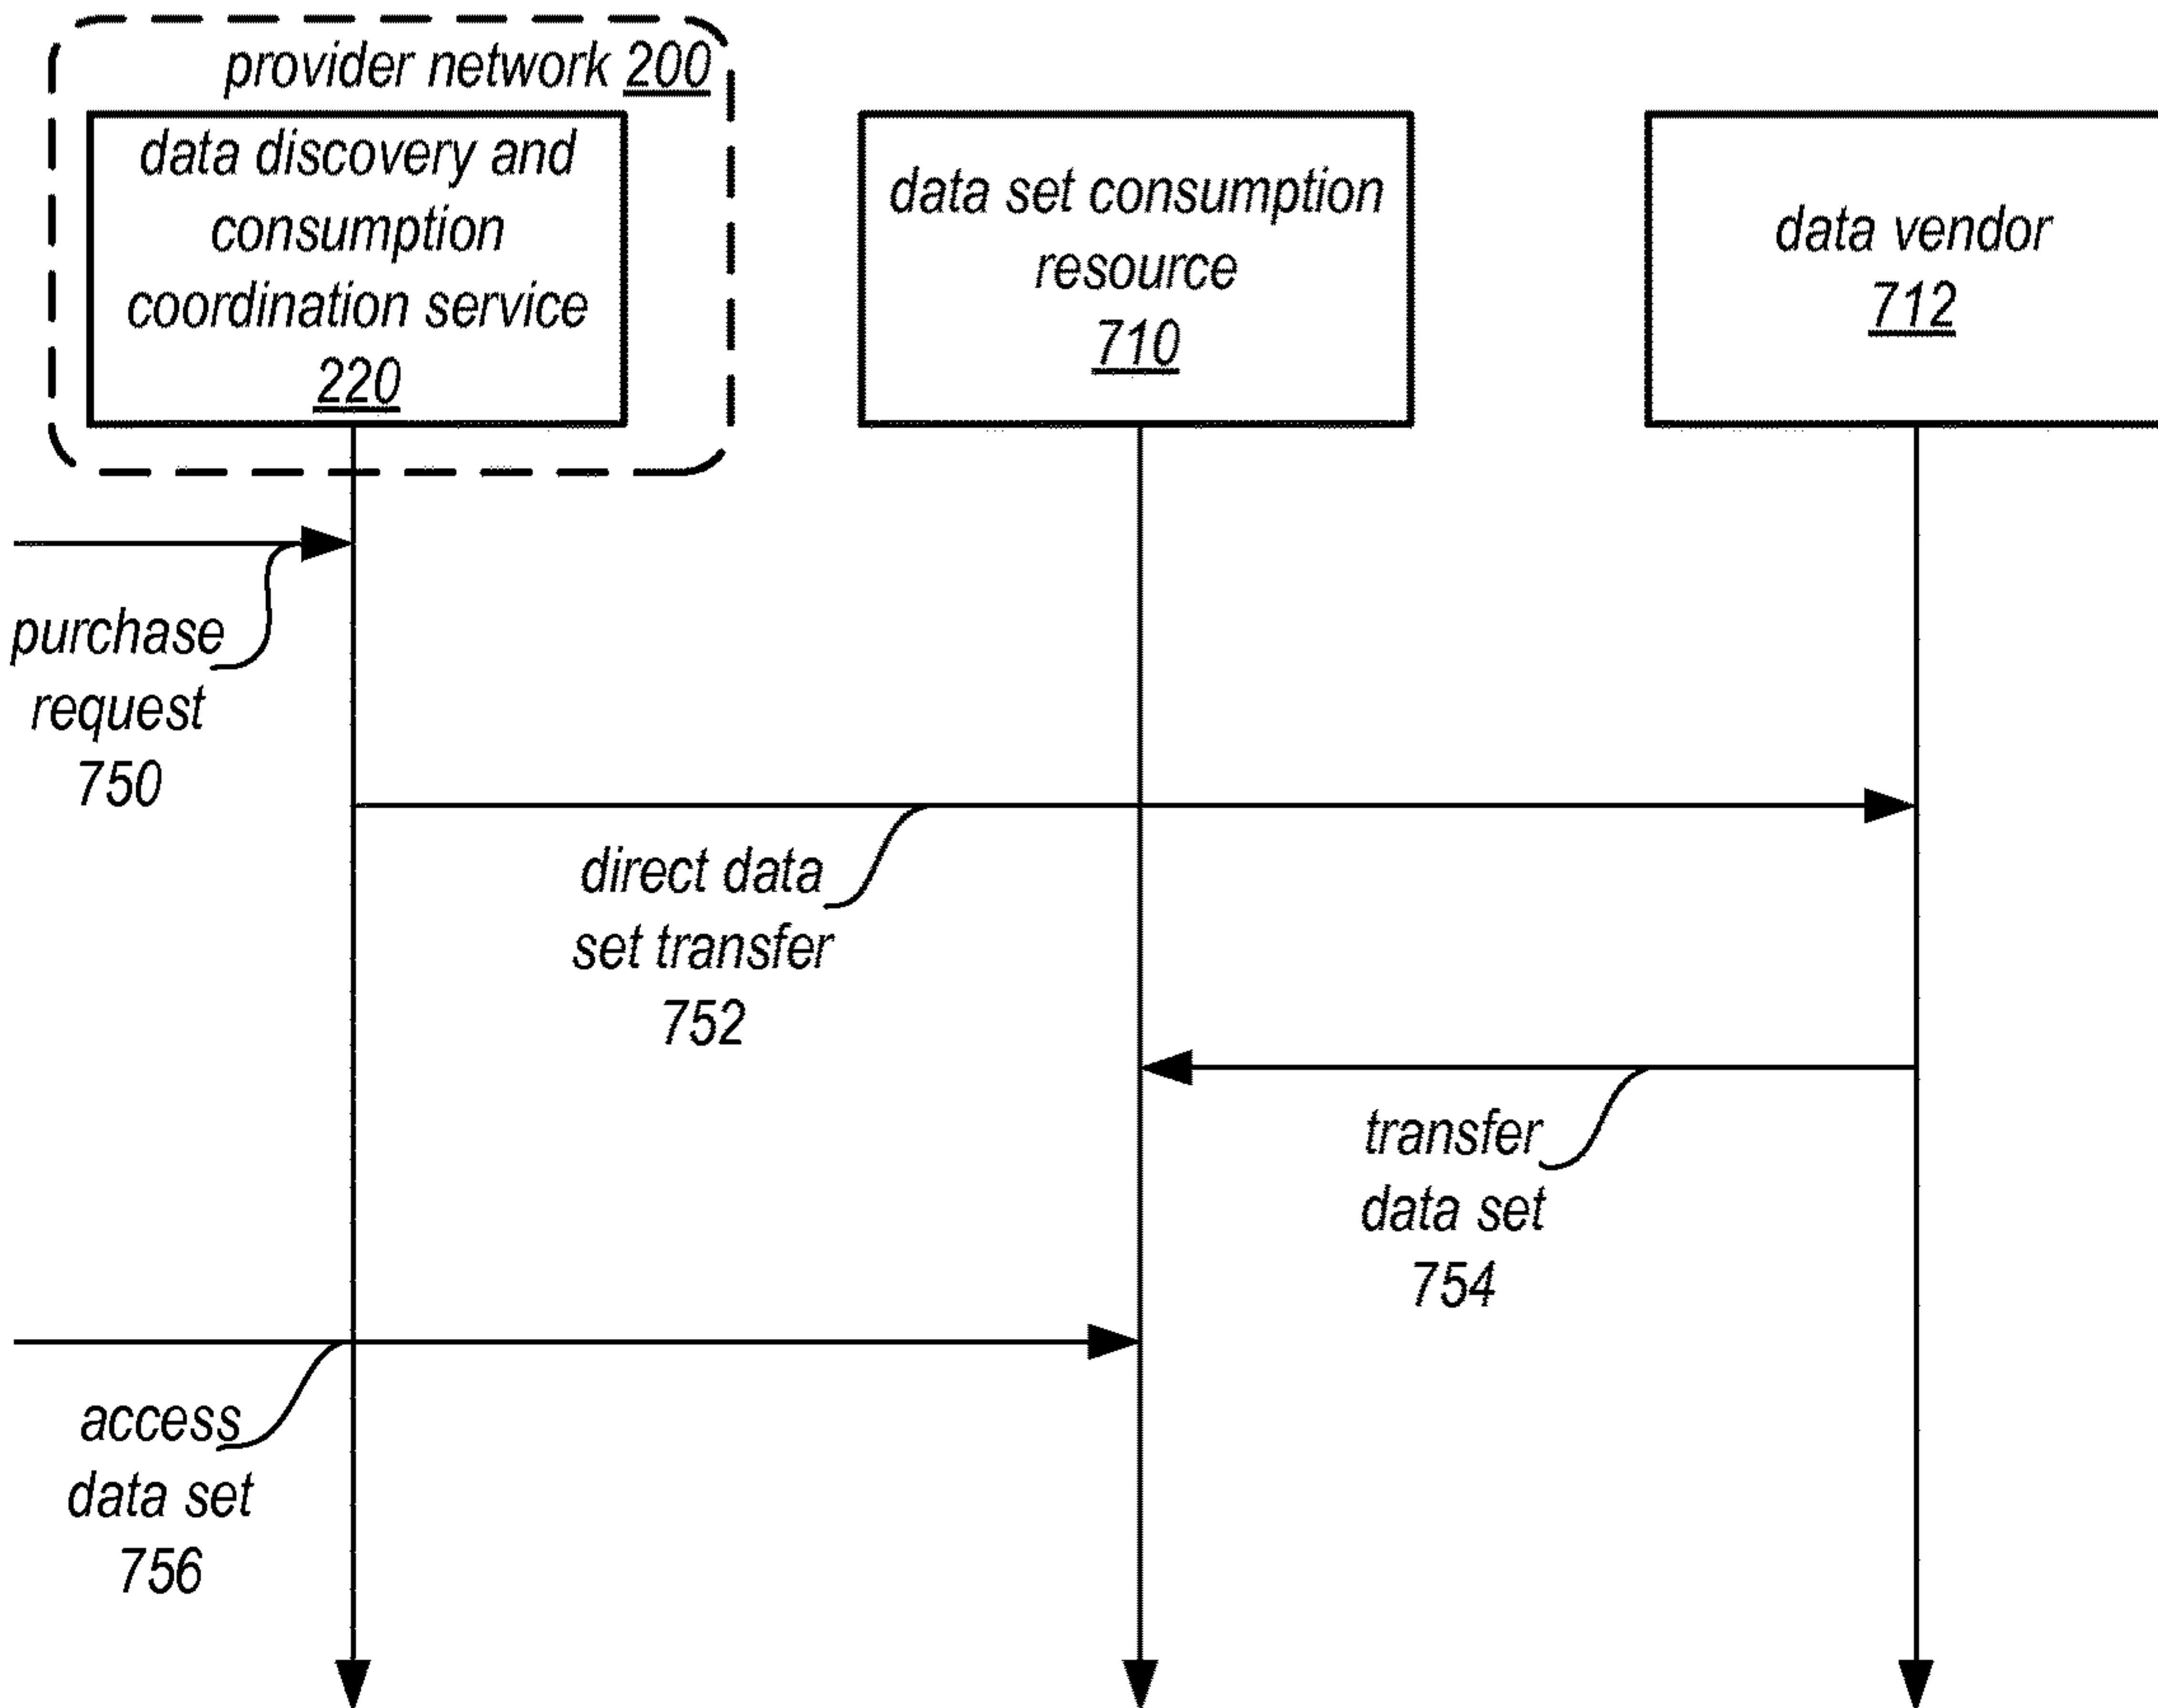 provider network 200
data discovery and
consumption
coordination service
220
data set consumption
resource
710
data vendor
712
purchase
request
750
direct data
set transfer
752
transfer
data set
754
access
data set
756